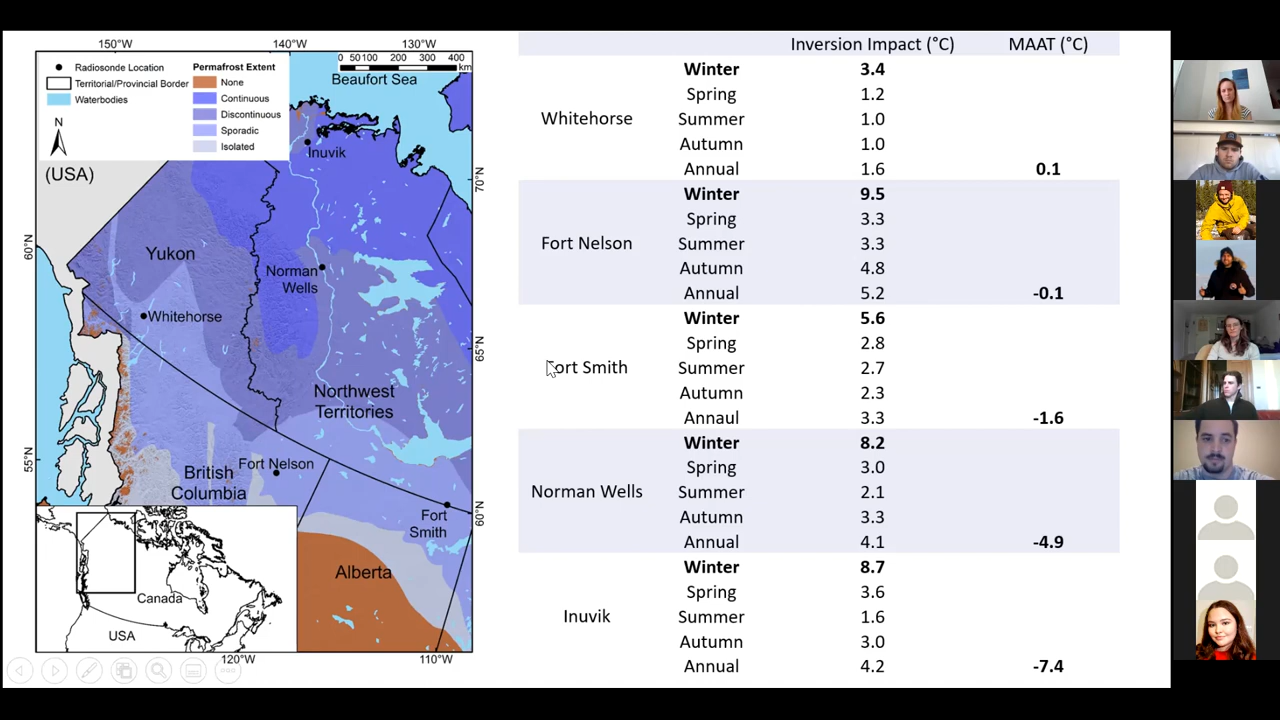 150°W 140°W 130°W
Radiosonde Location
Territorial/Provincial Border
Waterbodies
N
Permafrost Extent
None
Continuous
Discontinuous
Sporadic
Isolated
0 50 100 200 300 400
km
Beaufort Sea
(USA)
Inuvik
70°N
60°N
Yukon
Norman
Wells
Whitehorse
65°N
Northwest
Territories
55°N
British
Columbia
Fort Nelson
Fort
Smith
60°N
Alberta
Canada
USA
120°W 110°W
Inversion Impact (°C) MAAT (°C)
Whitehorse
Winter 3.4
Spring 1.2
Summer 1.0
Autumn 1.0
Annual 1.6 0.1
Fort Nelson
Winter 9.5
Spring 3.3
Summer 3.3
Autumn 4.8
Annual 5.2 -0.1
Fort Smith
Winter 5.6
Spring 2.8
Summer 2.7
Autumn 2.3
Annaul 3.3 -1.6
Norman Wells
Winter 8.2
Spring 3.0
Summer 2.1
Autumn 3.3
Annual 4.1 -4.9
Inuvik
Winter 8.7
Spring 3.6
Summer 1.6
Autumn 3.0
Annual 4.2 -7.4